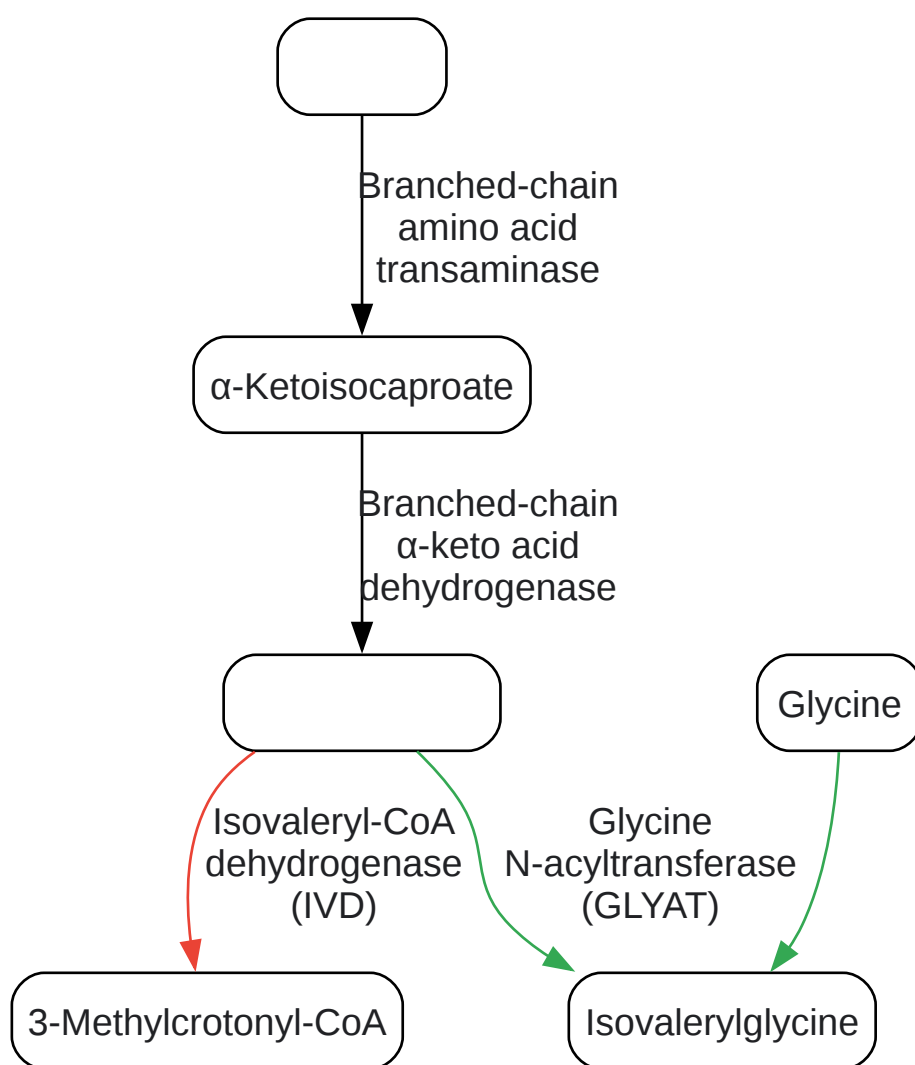 Branched-chain
amino acid
transaminase
α-Ketoisocaproate
Branched-chain
α-keto acid
dehydrogenase
Glycine
Isovaleryl-CoA
dehydrogenase
(IVD)
Glycine
N-acyltransferase
(GLYAT)
3-Methylcrotonyl-CoA
Isovalerylglycine